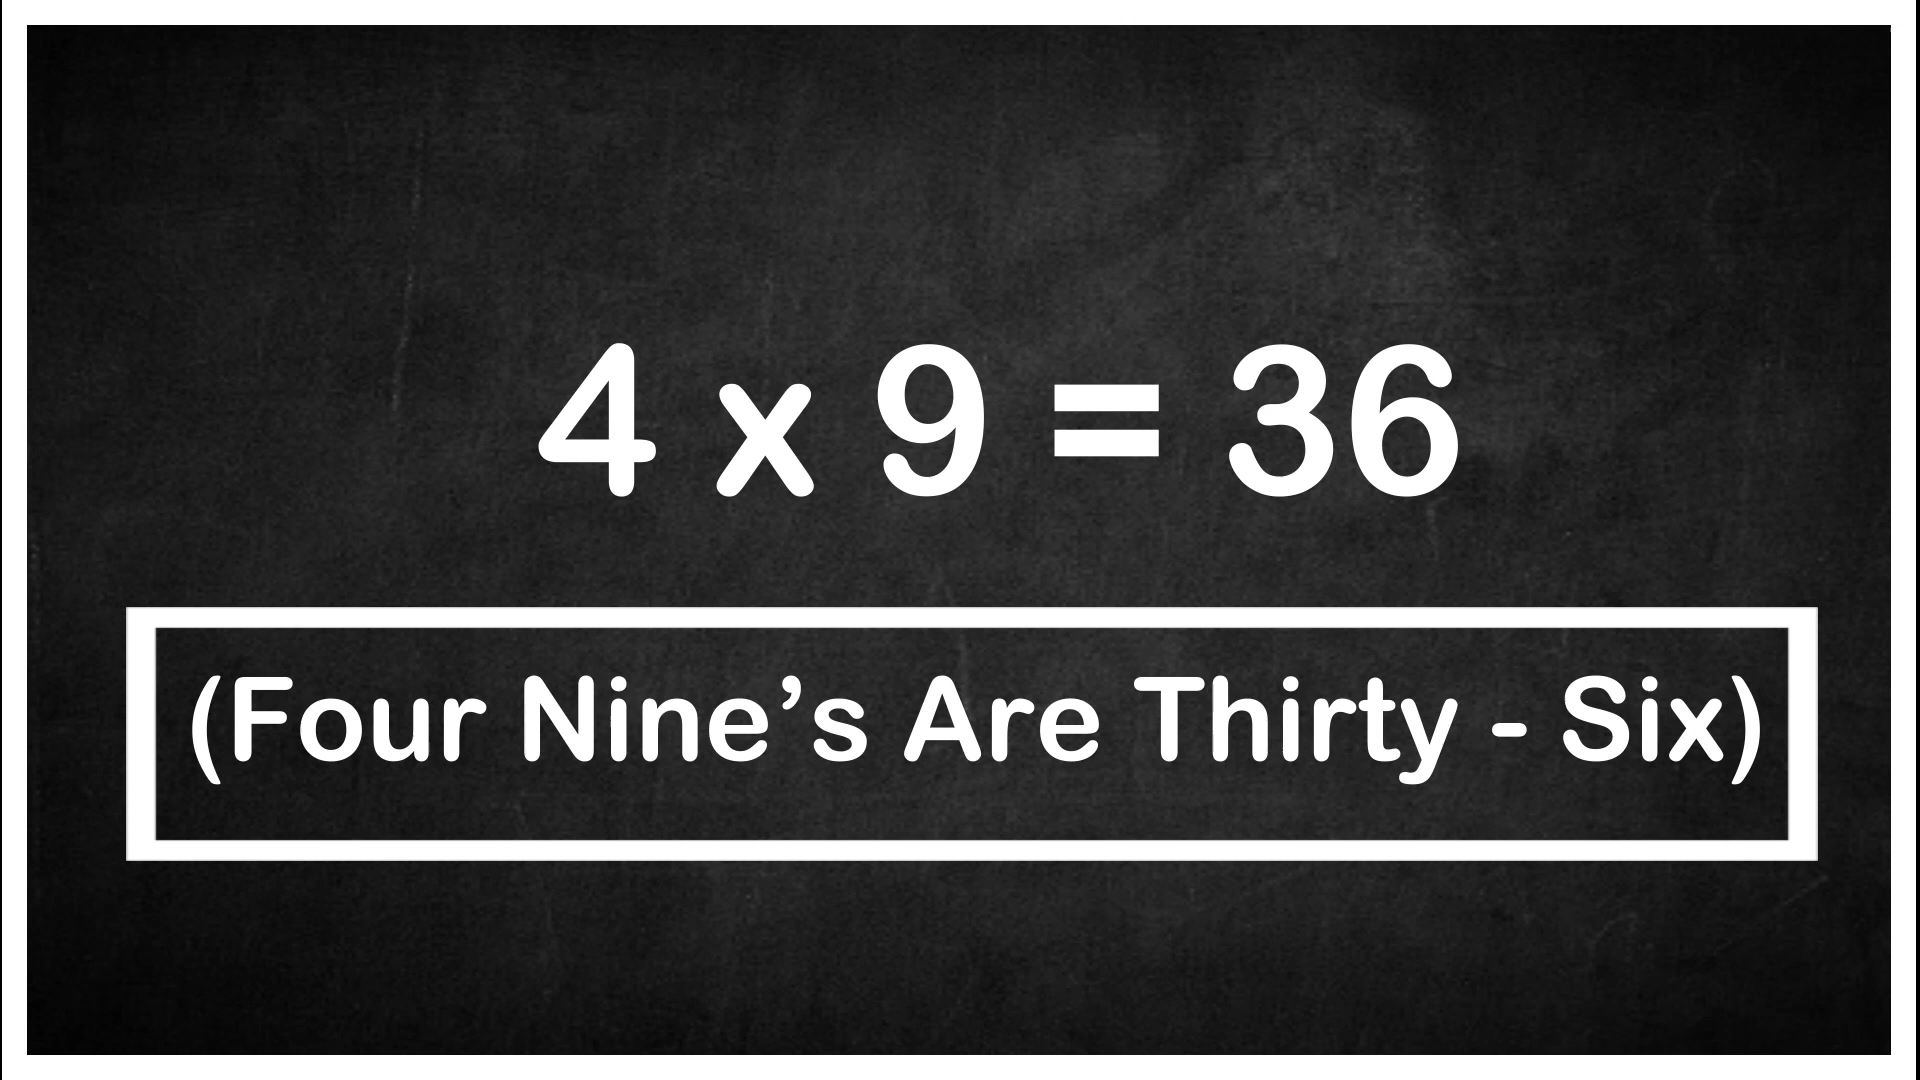 4 x 9 = 36
(Four Nine’s Are Thirty - Six)